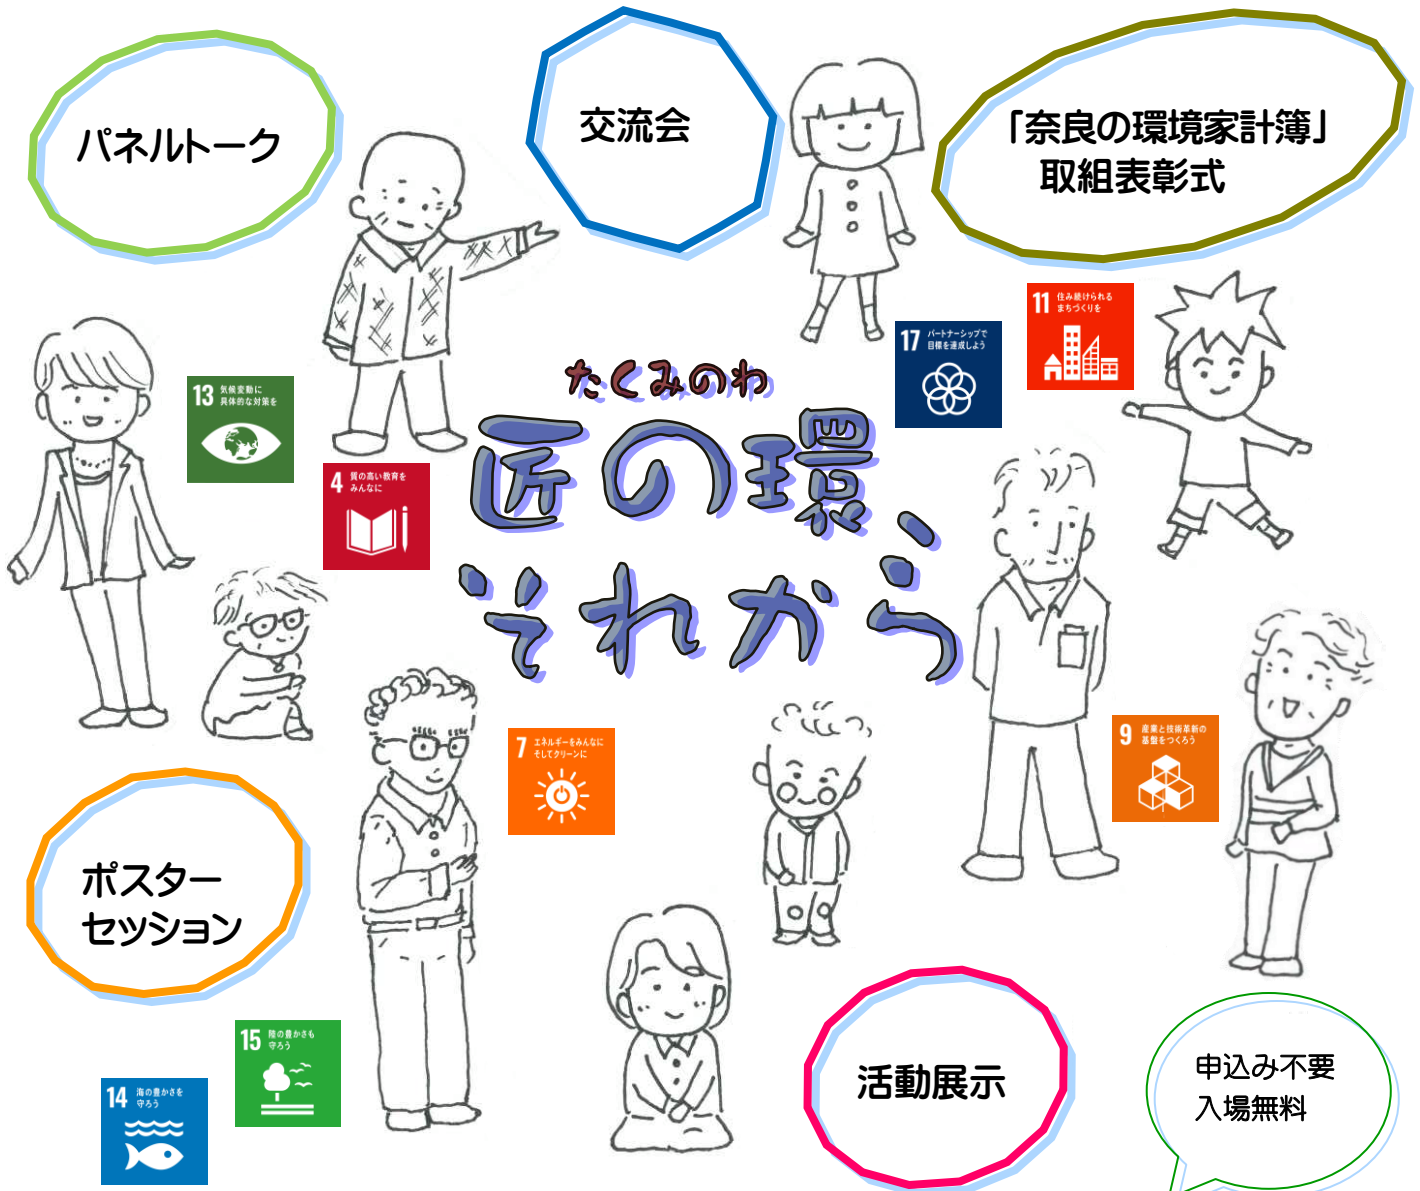 パネルトーク
交流会
「奈良の環境家計簿」
取組表彰式
11 住み続けられる
まちづくりを
17 パートナーシップで
目標を達成しよう
13 気候変動に
具体的な対策を
たくみのわ
匠の環
それから
4 質の高い教育を
みんなに
7 エネルギーをみんなに
そしてクリーンに
9 産業と技術革新の
基盤をつくろう
ポスター
セッション
15 陸の豊かさも
守ろう
14 海の豊かさを
守ろう
活動展示
申込み不要
入場無料